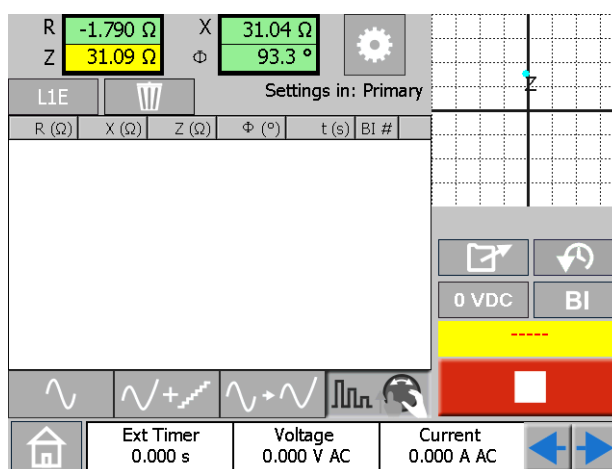 R -1.790 Ω X 31.04 Ω
Z 31.09 Ω Φ 93.3 °
L1E Settings in: Primary
R (Ω) X (Ω) Z (Ω) Φ (°) t (s) BI #
Z
0 VDC BI
-----
Ext Timer Voltage Current
0.000 s 0.000 V AC 0.000 A AC